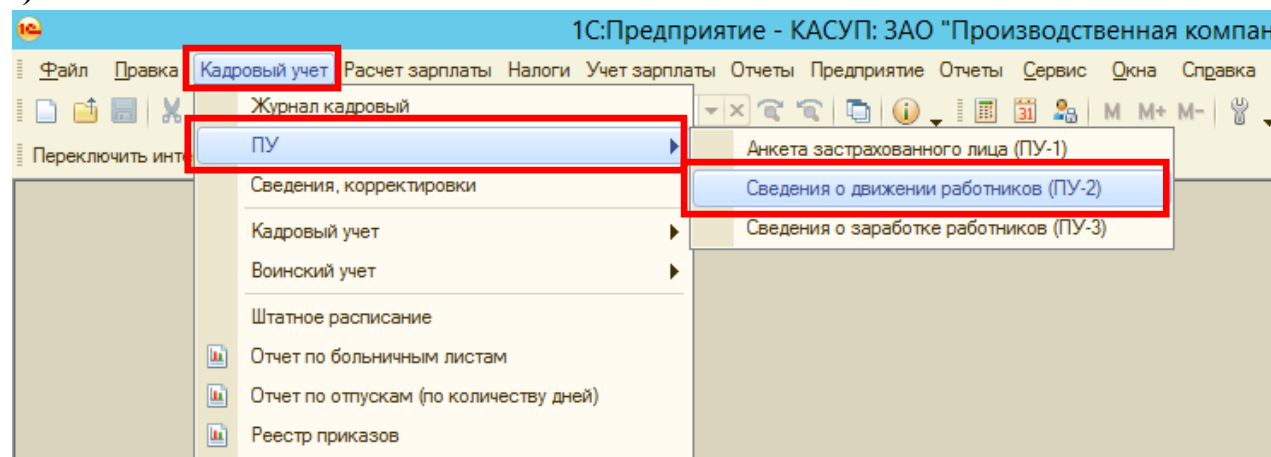 1С:Предприятие - КАСУП: ЗАО "Производственная компан
Файл Правка Кадровый учет Расчет зарплаты Налоги Учет зарплаты Отчеты Предприятие Отчеты Сервис Окна Справка
Журнал кадровый
M M+ M-
Переключить инте
ПУ
Анкета застрахованного лица (ПУ-1)
Сведения о движении работников (ПУ-2)
Сведения о заработке работников (ПУ-3)
Сведения, корректировки
Кадровый учет
Воинский учет
Штатное расписание
Отчет по больничным листам
Отчет по отпускам (по количеству дней)
Реестр приказов